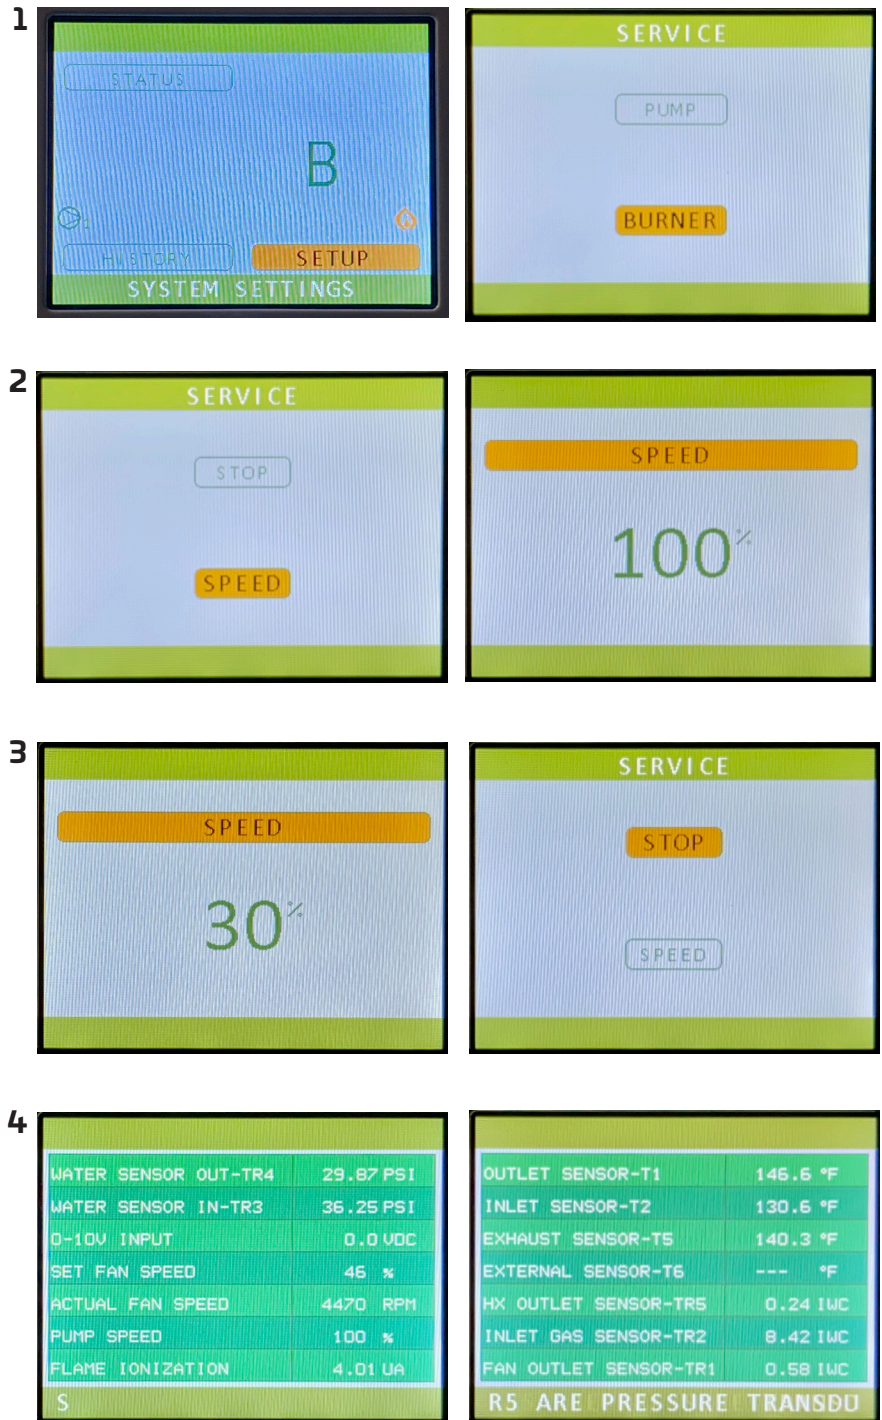 1
STATUS
B
1
HISTORY
SETUP
SYSTEM SETTINGS
SERVICE
PUMP
BURNER
2
SERVICE
STOP
SPEED
SPEED
100%
3
SPEED
30%
SERVICE
STOP
SPEED
4
WATER SENSOR OUT-TR4 29.87 PSI
WATER SENSOR IN-TR3 36.25 PSI
0-10V INPUT 0.0 VDC
SET FAN SPEED 46 %
ACTUAL FAN SPEED 4470 RPM
PUMP SPEED 100 %
FLAME IONIZATION 4.01 UA
S
OUTLET SENSOR-T1 146.6 °F
INLET SENSOR-T2 130.6 °F
EXHAUST SENSOR-T5 140.3 °F
EXTERNAL SENSOR-T6 --- °F
HX OUTLET SENSOR-TR5 0.24 IWC
INLET GAS SENSOR-TR2 8.42 IWC
FAN OUTLET SENSOR-TR1 0.58 IWC
R5 ARE PRESSURE TRANSDU